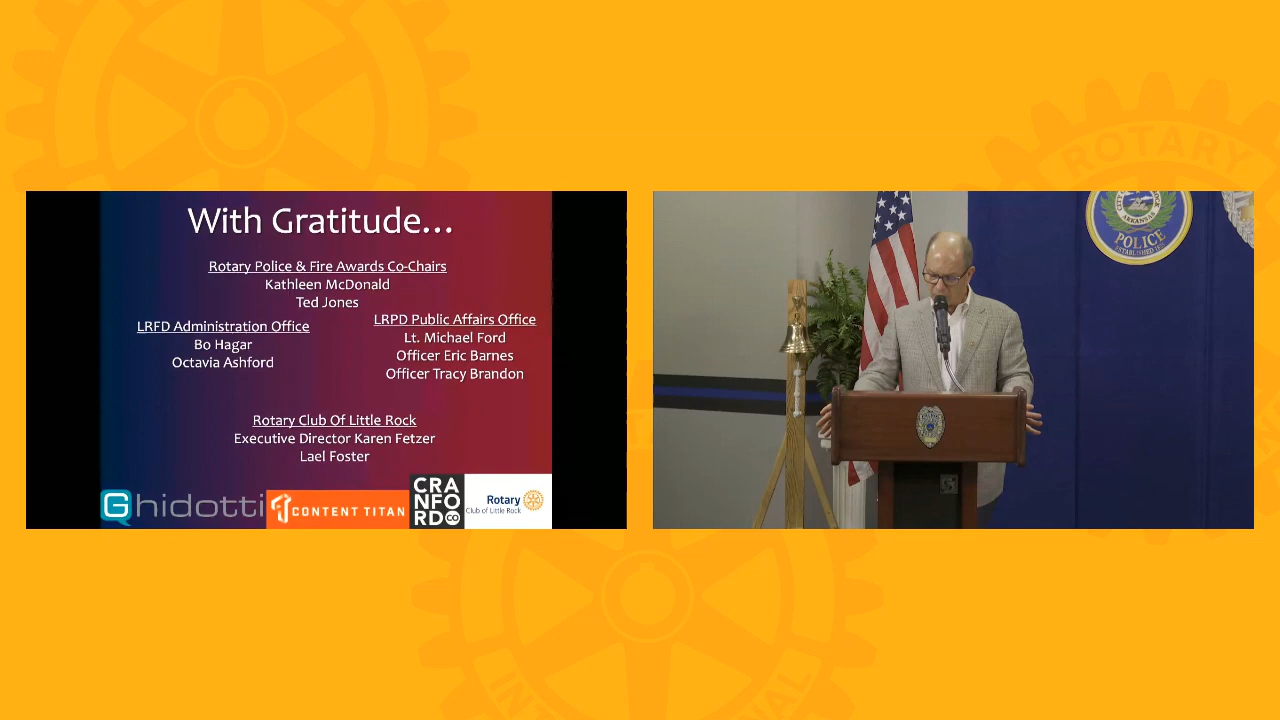 With Gratitude...
Rotary Police & Fire Awards Co-Chairs
Kathleen McDonald
Ted Jones
LRFD Administration Office
Bo Hagar
Octavia Ashford
LRPD Public Affairs Office
Lt. Michael Ford
Officer Eric Barnes
Officer Tracy Brandon
Rotary Club Of Little Rock
Executive Director Karen Fetzer
Lael Foster
Ghidotti
CONTENT TITAN
CRA
NFO
RD CO
Rotary
Club of Little Rock
ROTARY
ARKANSAS
POLICE